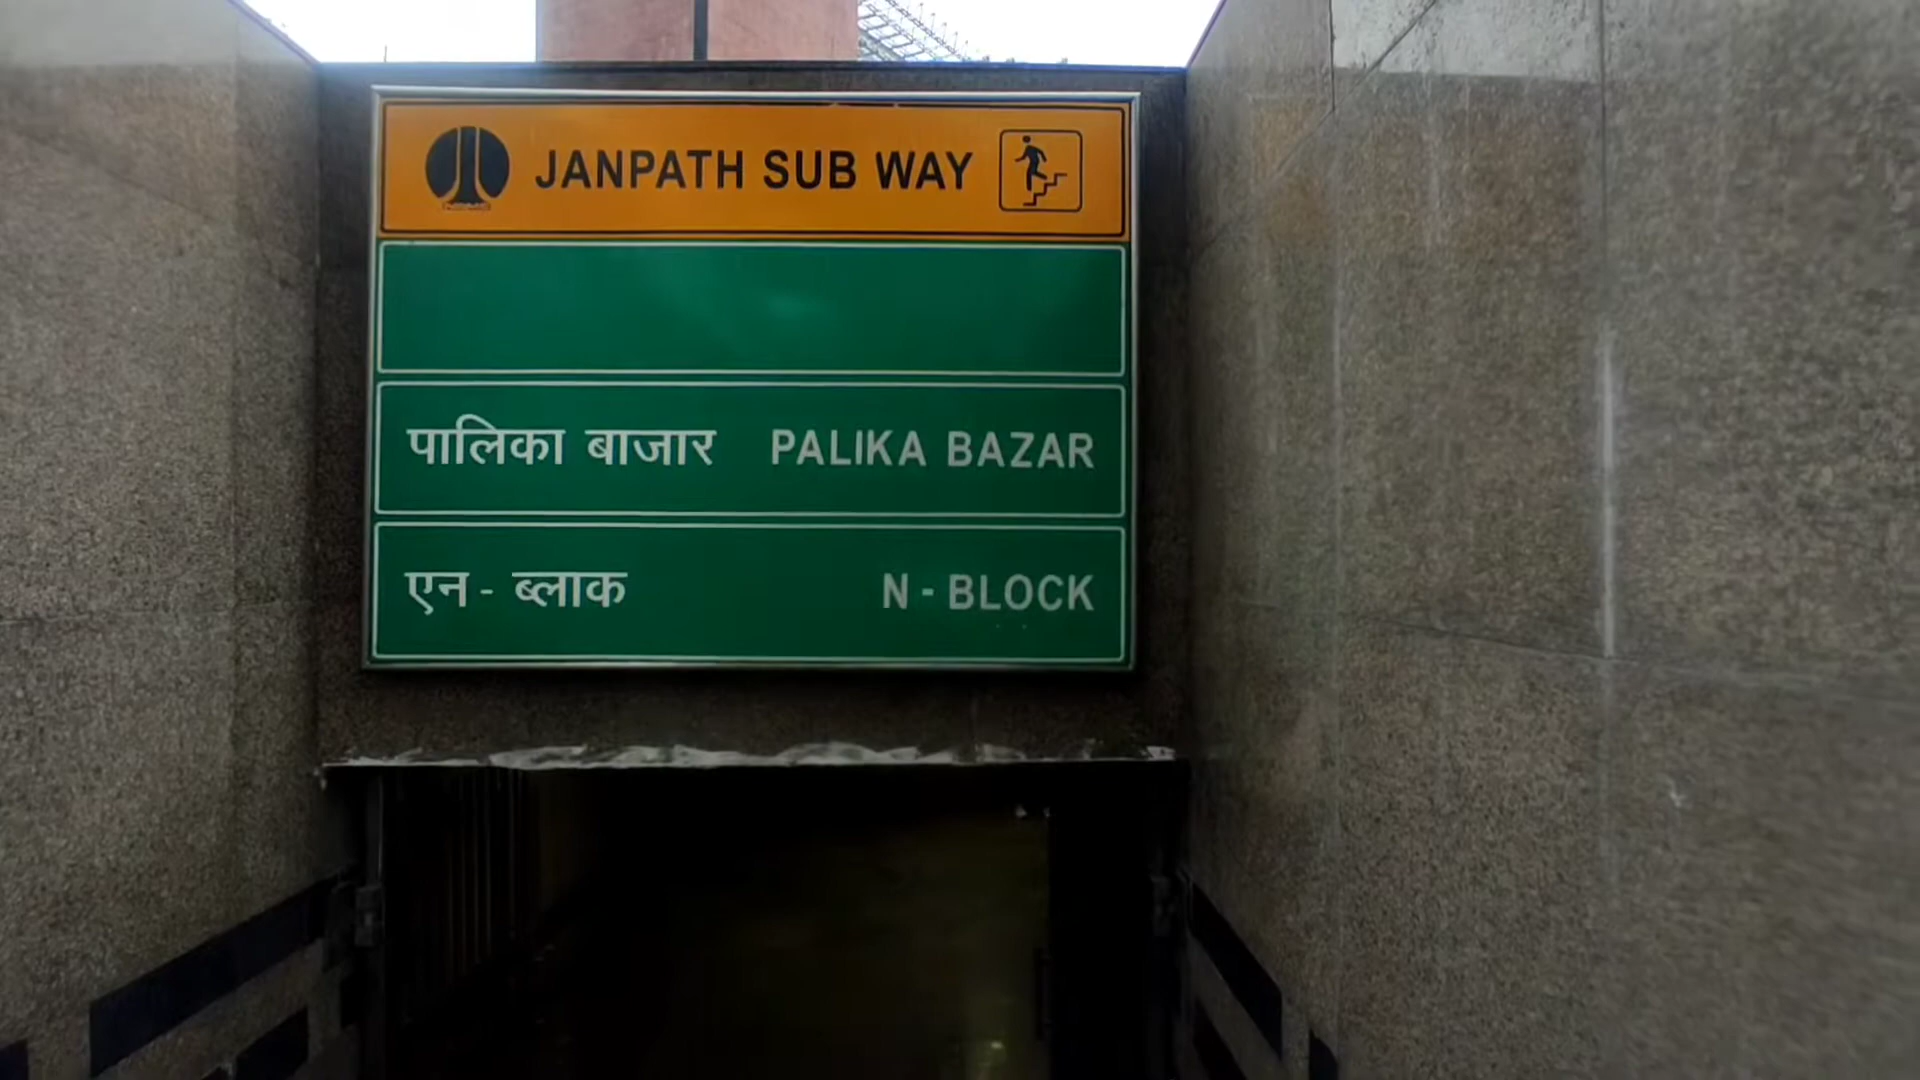 JANPATH SUB WAY
पालिका बाजार PALIKA BAZAR
एन - ब्लाक N - BLOCK